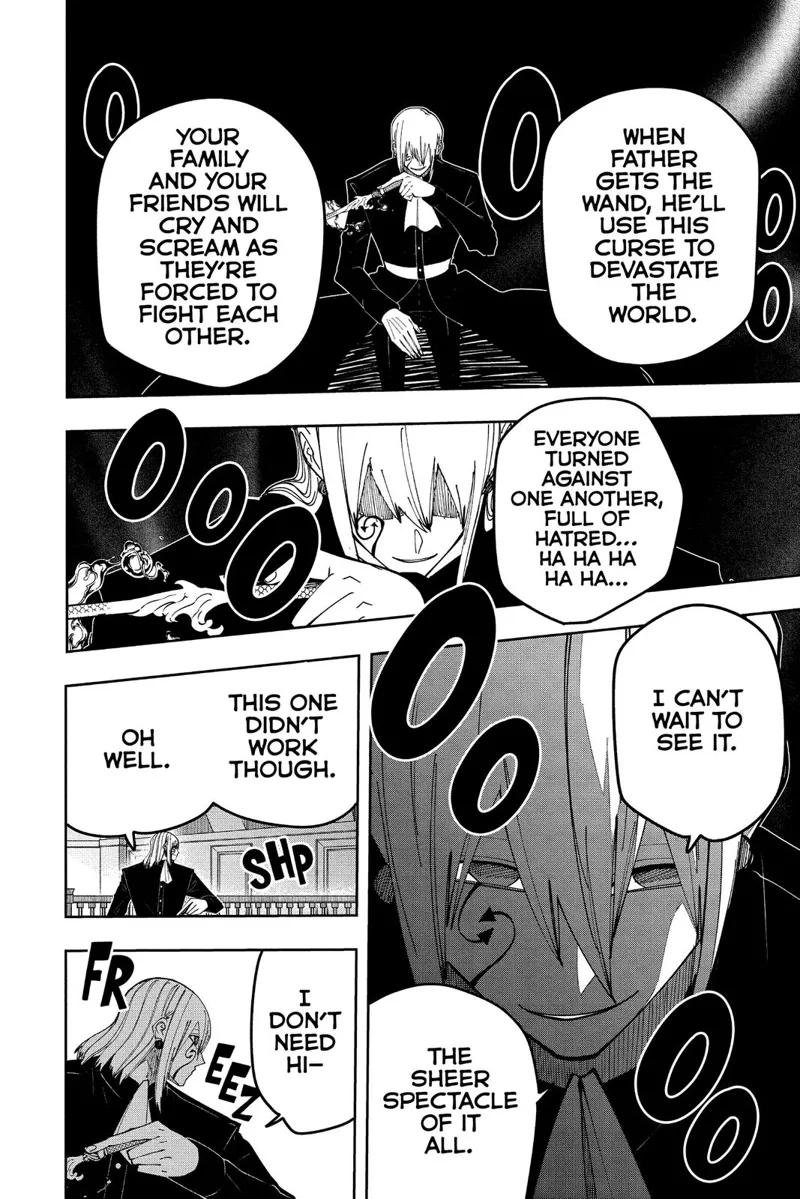 WHEN
FATHER
GETS THE
WAND, HE'LL
USE THIS
CURSE TO
DEVASTATE
THE
WORLD.
YOUR
FAMILY
AND YOUR
FRIENDS WILL
CRY AND
SCREAM AS
THEY'RE
FORCED TO
FIGHT EACH
OTHER.
O
O
O
O
EVERYONE
TURNED
AGAINST
ONE ANOTHER,
FULL OF
HATRED...
HA HA HA
HA HA...
O
O
O
O
I CAN'T
WAIT TO
SEE IT.
O
O
THE
SHEER
SPECTACLE
OF IT
ALL.
O
O
THIS ONE
DIDN'T
WORK
THOUGH.
OH
WELL.
SHP
I
DON'T
NEED
HI–
FR
EEZ